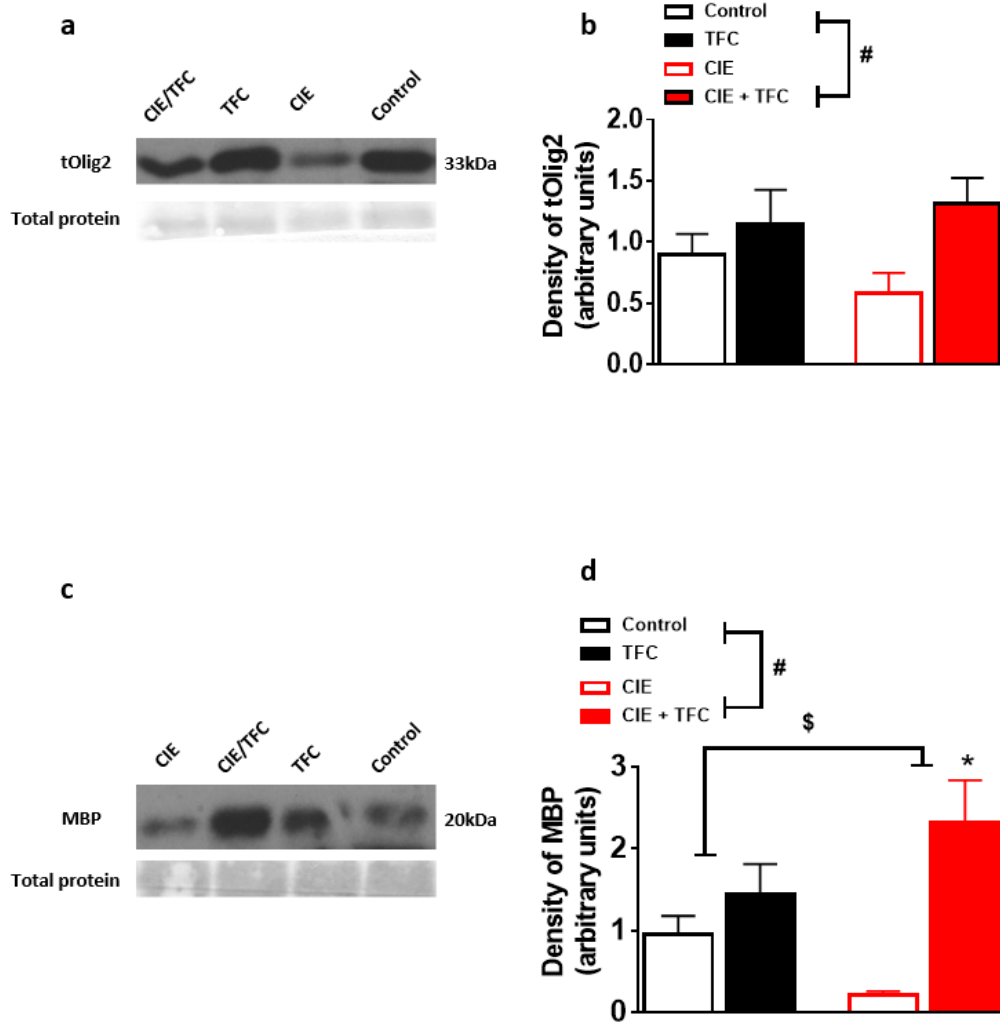 a
CIE/TFC TFC CIE Control
tOlig2
33kDa
Total protein
b
Control
TFC
CIE
CIE + TFC
#
Density of tOlig2
(arbitrary units)
2.0
1.5
1.0
0.5
0.0
c
CIE CIE/TFC TFC Control
MBP
20kDa
Total protein
d
Control
TFC
CIE
CIE + TFC
#
$
*
Density of MBP
(arbitrary units)
3
2
1
0